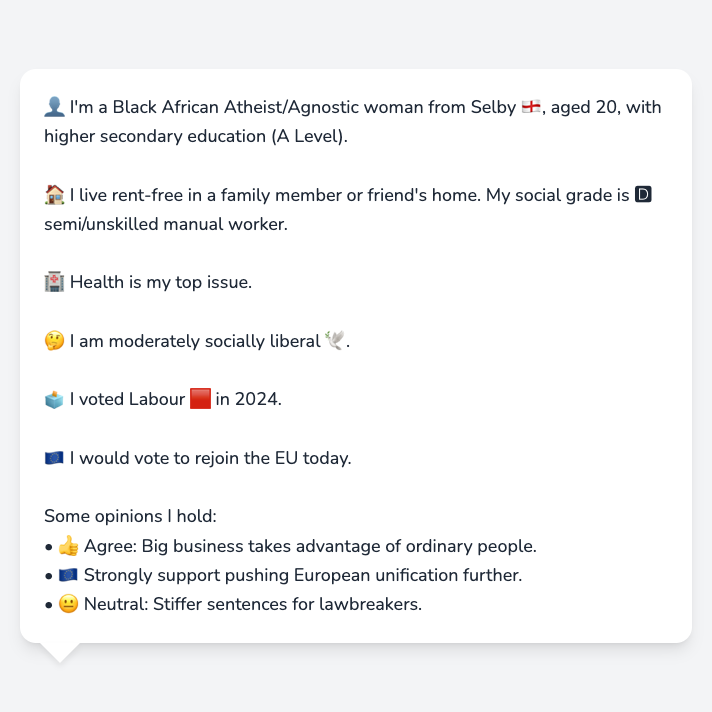 👤 I'm a Black African Atheist/Agnostic woman from Selby 🏴󠁧󠁢󠁥󠁮󠁧󠁿, aged 20, with
higher secondary education (A Level).
🏠 I live rent-free in a family member or friend's home. My social grade is 🅳
semi/unskilled manual worker.
🏥 Health is my top issue.
🤔 I am moderately socially liberal 🕊️.
🗳️ I voted Labour 🟥 in 2024.
🇪🇺 I would vote to rejoin the EU today.
Some opinions I hold:
• 👍 Agree: Big business takes advantage of ordinary people.
• 🇪🇺 Strongly support pushing European unification further.
• 😐 Neutral: Stiffer sentences for lawbreakers.